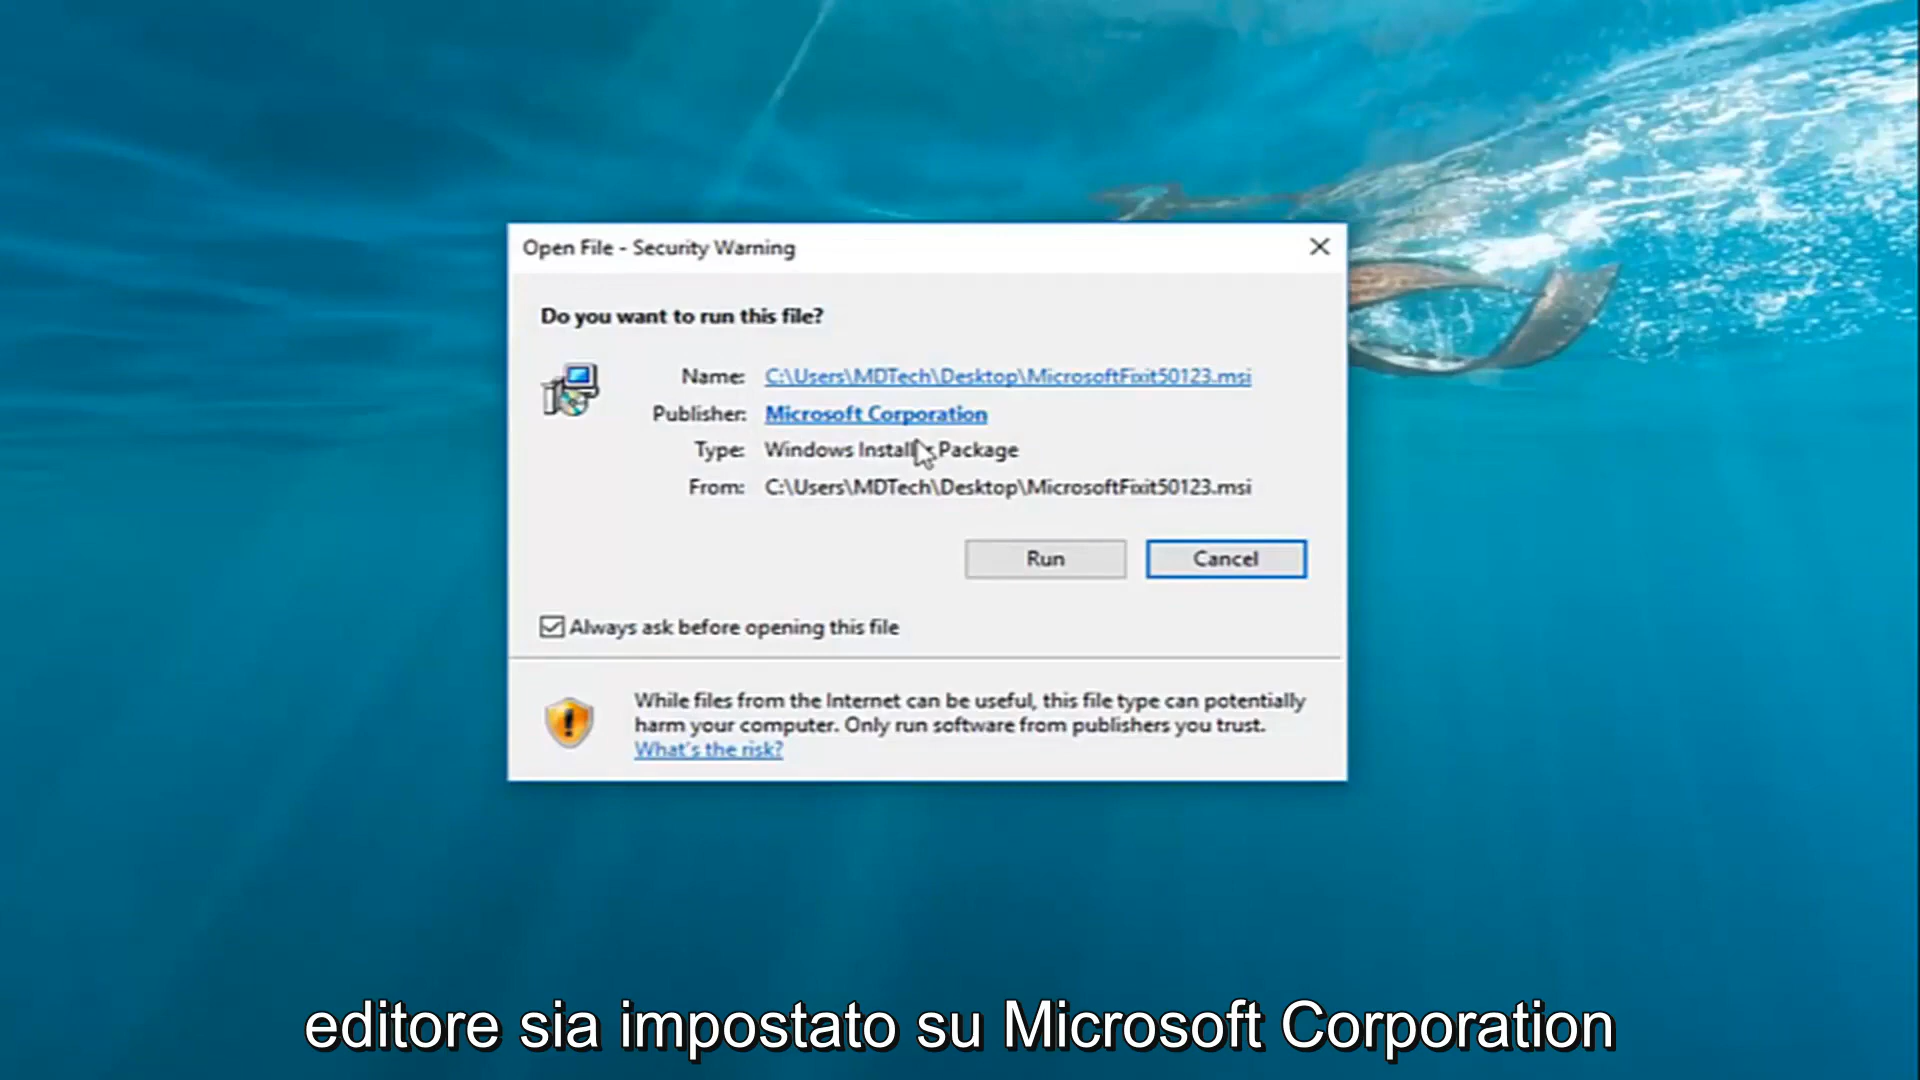 Open File - Security Warning
Do you want to run this file?
Name: C:\Users\MDTech\Desktop\MicrosoftFixit50123.msi
Publisher: Microsoft Corporation
Type: Windows Installer Package
From: C:\Users\MDTech\Desktop\MicrosoftFixit50123.msi
Run Cancel
Always ask before opening this file
While files from the Internet can be useful, this file type can potentially
harm your computer. Only run software from publishers you trust.
What's the risk?
editore sia impostato su Microsoft Corporation